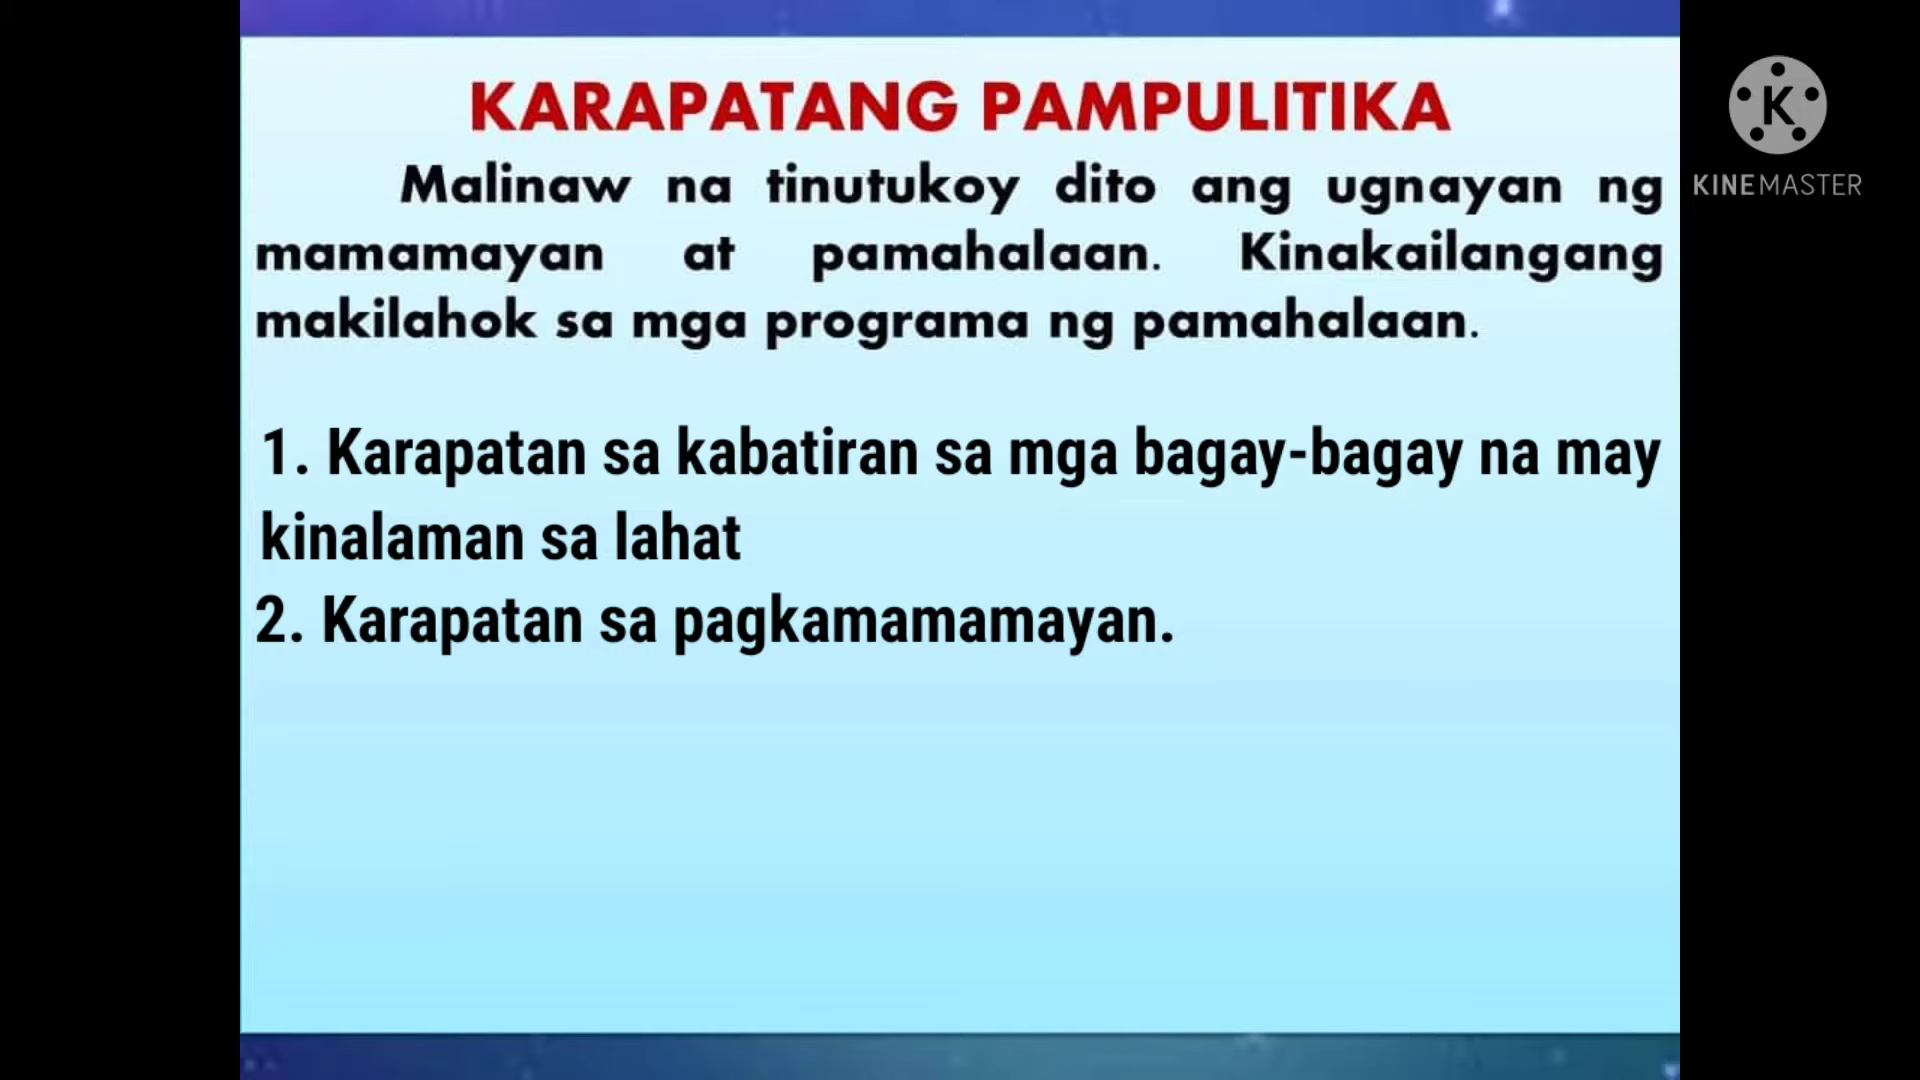 KARAPATANG PAMPULITIKA
Malinaw na tinutukoy dito ang ugnayan ng
mamamayan at pamahalaan. Kinakailangang
makilahok sa mga programa ng pamahalaan.
1. Karapatan sa kabatiran sa mga bagay-bagay na may
kinalaman sa lahat
2. Karapatan sa pagkamamamayan.
K
KINEMASTER